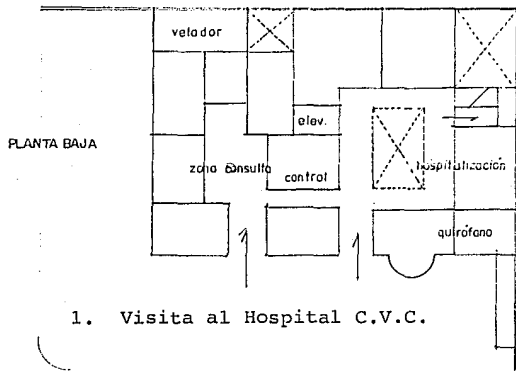 velador
elev.
PLANTA BAJA
zona consulta
control
hospitalización
quirófano
1. Visita al Hospital C.V.C.